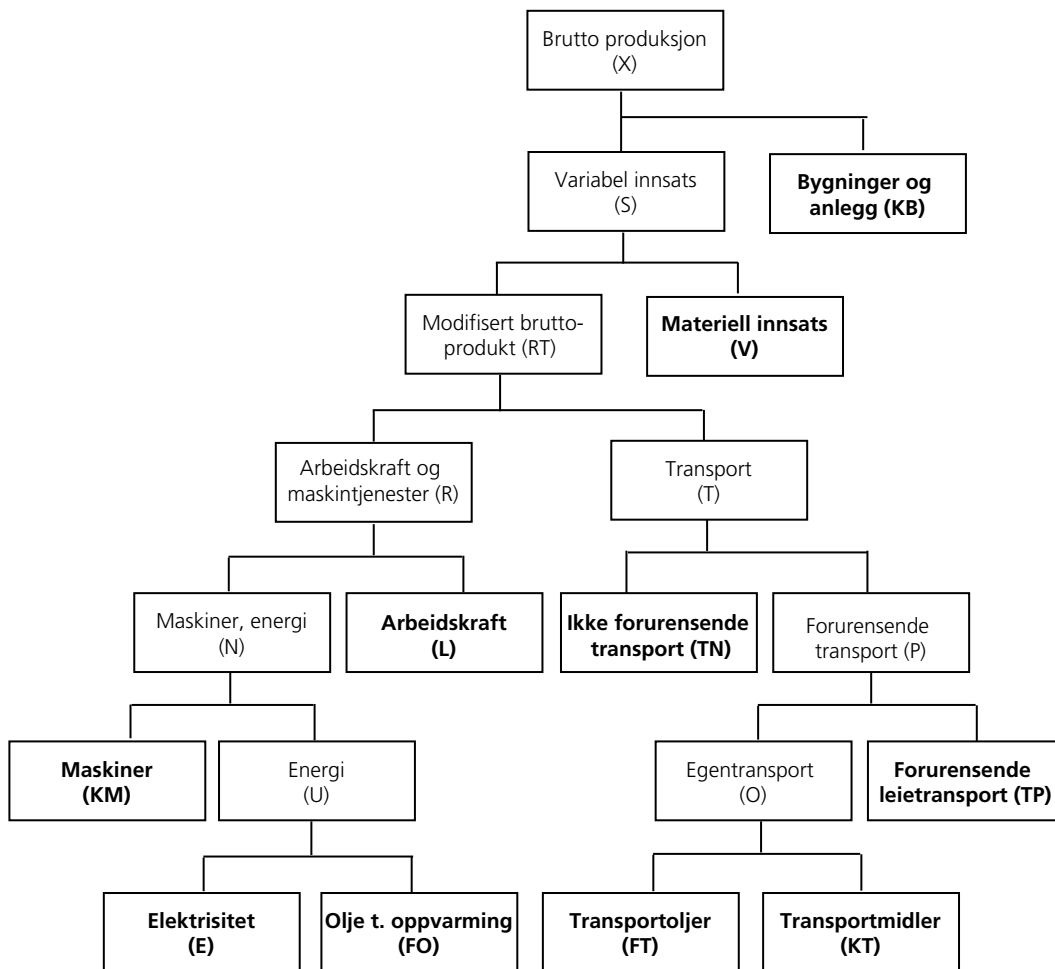 Brutto produksjon
(X)
Variabel innsats
(S)
Bygninger og
anlegg (KB)
Modifisert brutto-
produkt (RT)
Materiell innsats
(V)
Arbeidskraft og
maskintjenester (R)
Transport
(T)
Maskiner, energi
(N)
Arbeidskraft
(L)
Ikke forurensende
transport (TN)
Forurensende
transport (P)
Maskiner
(KM)
Energi
(U)
Egentransport
(O)
Forurensende
leietransport (TP)
Elektrisitet
(E)
Olje t. oppvarming
(FO)
Transportoljer
(FT)
Transportmidler
(KT)